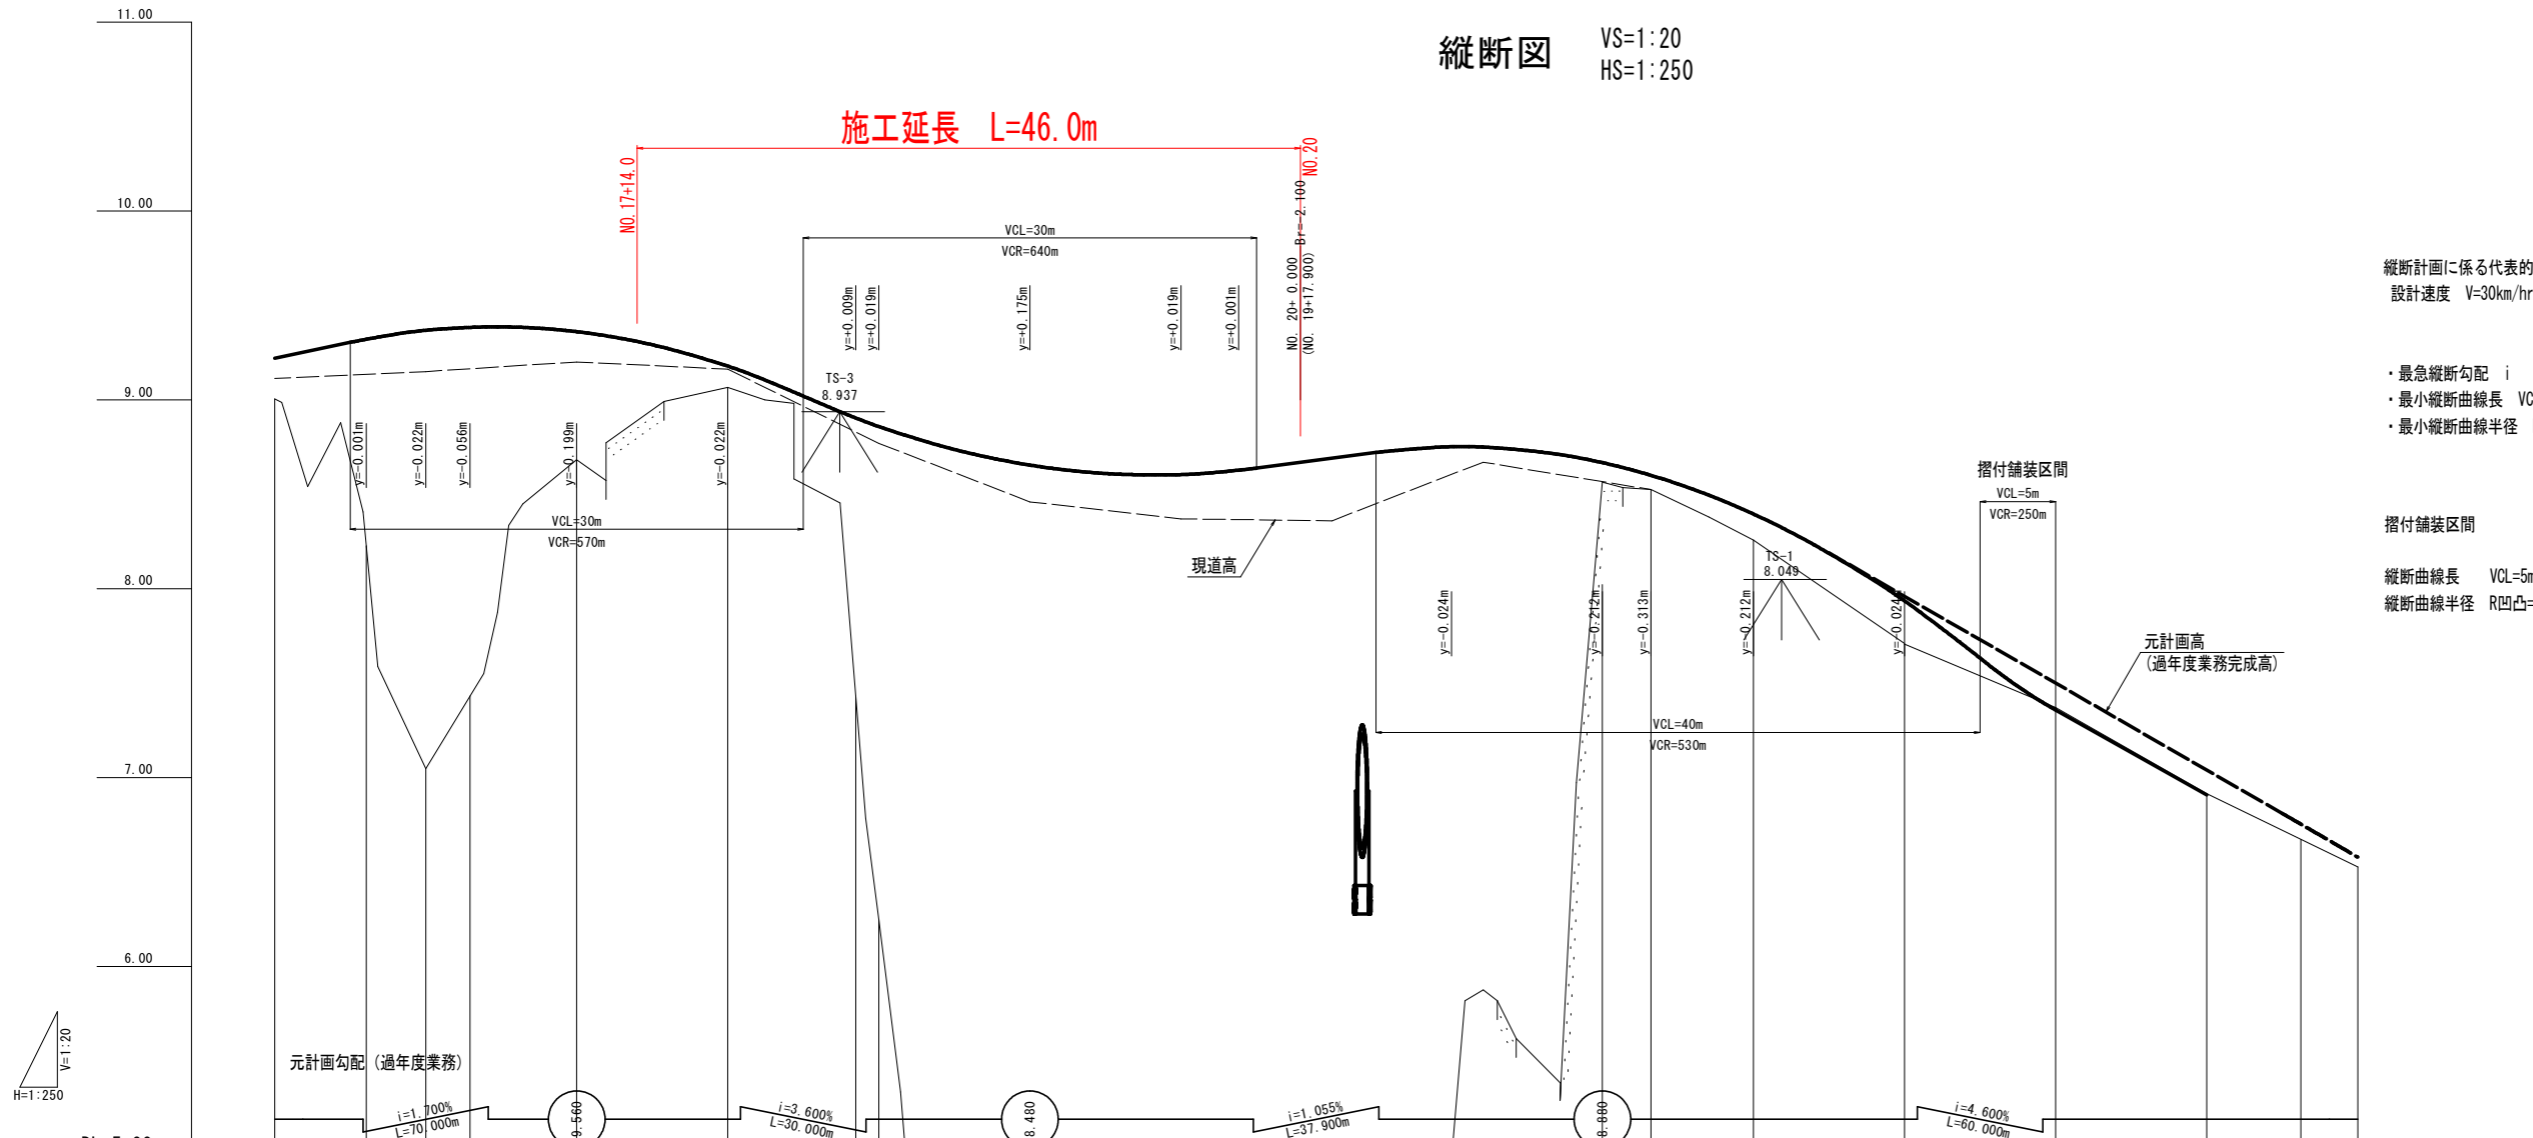 11.00
縦断図
VS=1:20
HS=1:250
施工延長 L=46.0m
NO.17+14.0
NO.20
10.00
NO. 20+ 0.000 Br=-2.100
(NO. 19+17.900)
VCL=30m
VCR=640m
y=+0.009m
y=+0.019m
y=+0.175m
y=+0.019m
y=+0.001m
縦断計画に係る代表的
設計速度 V=30km/hr
・最急縦断勾配 i
・最小縦断曲線長 VC
・最小縦断曲線半径
TS-3
8.937
9.00
y=-0.001m
y=-0.022m
y=-0.056m
y=-0.199m
y=-0.022m
摺付舗装区間
VCL=5m
VCR=250m
VCL=30m
VCR=570m
摺付舗装区間
現道高
縦断曲線長 VCL=5m
縦断曲線半径 R凹凸=
TS-1
8.049
8.00
y=-0.024m
y=-0.212m
y=-0.313m
y=-0.212m
y=-0.024m
元計画高
(過年度業務完成高)
VCL=40m
VCR=530m
7.00
6.00
V=1:20
H=1:250
元計画勾配(過年度業務)
i=1.700%
L=70.000m
9.560
i=3.600%
L=30.000m
8.480
i=1.055%
L=37.900m
8.880
i=4.600%
L=60.000m